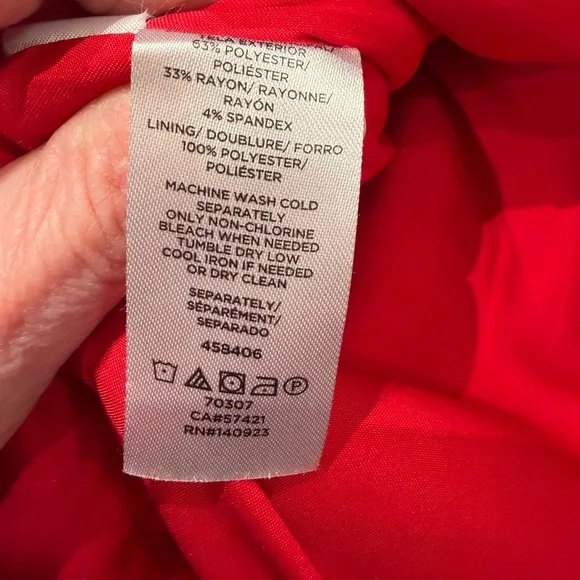 TELA EXTERIOR
63% POLYESTER/
POLIÉSTER
33% RAYON/ RAYONNE/
RAYÓN
4% SPANDEX
LINING/ DOUBLURE/ FORRO
100% POLYESTER/
POLIÉSTER
MACHINE WASH COLD
SEPARATELY
ONLY NON-CHLORINE
BLEACH WHEN NEEDED
TUMBLE DRY LOW
COOL IRON IF NEEDED
OR DRY CLEAN
SEPARATELY/
SÉPARÉMENT/
SEPARADO
458406
P
70307
CA#57421
RN#140923